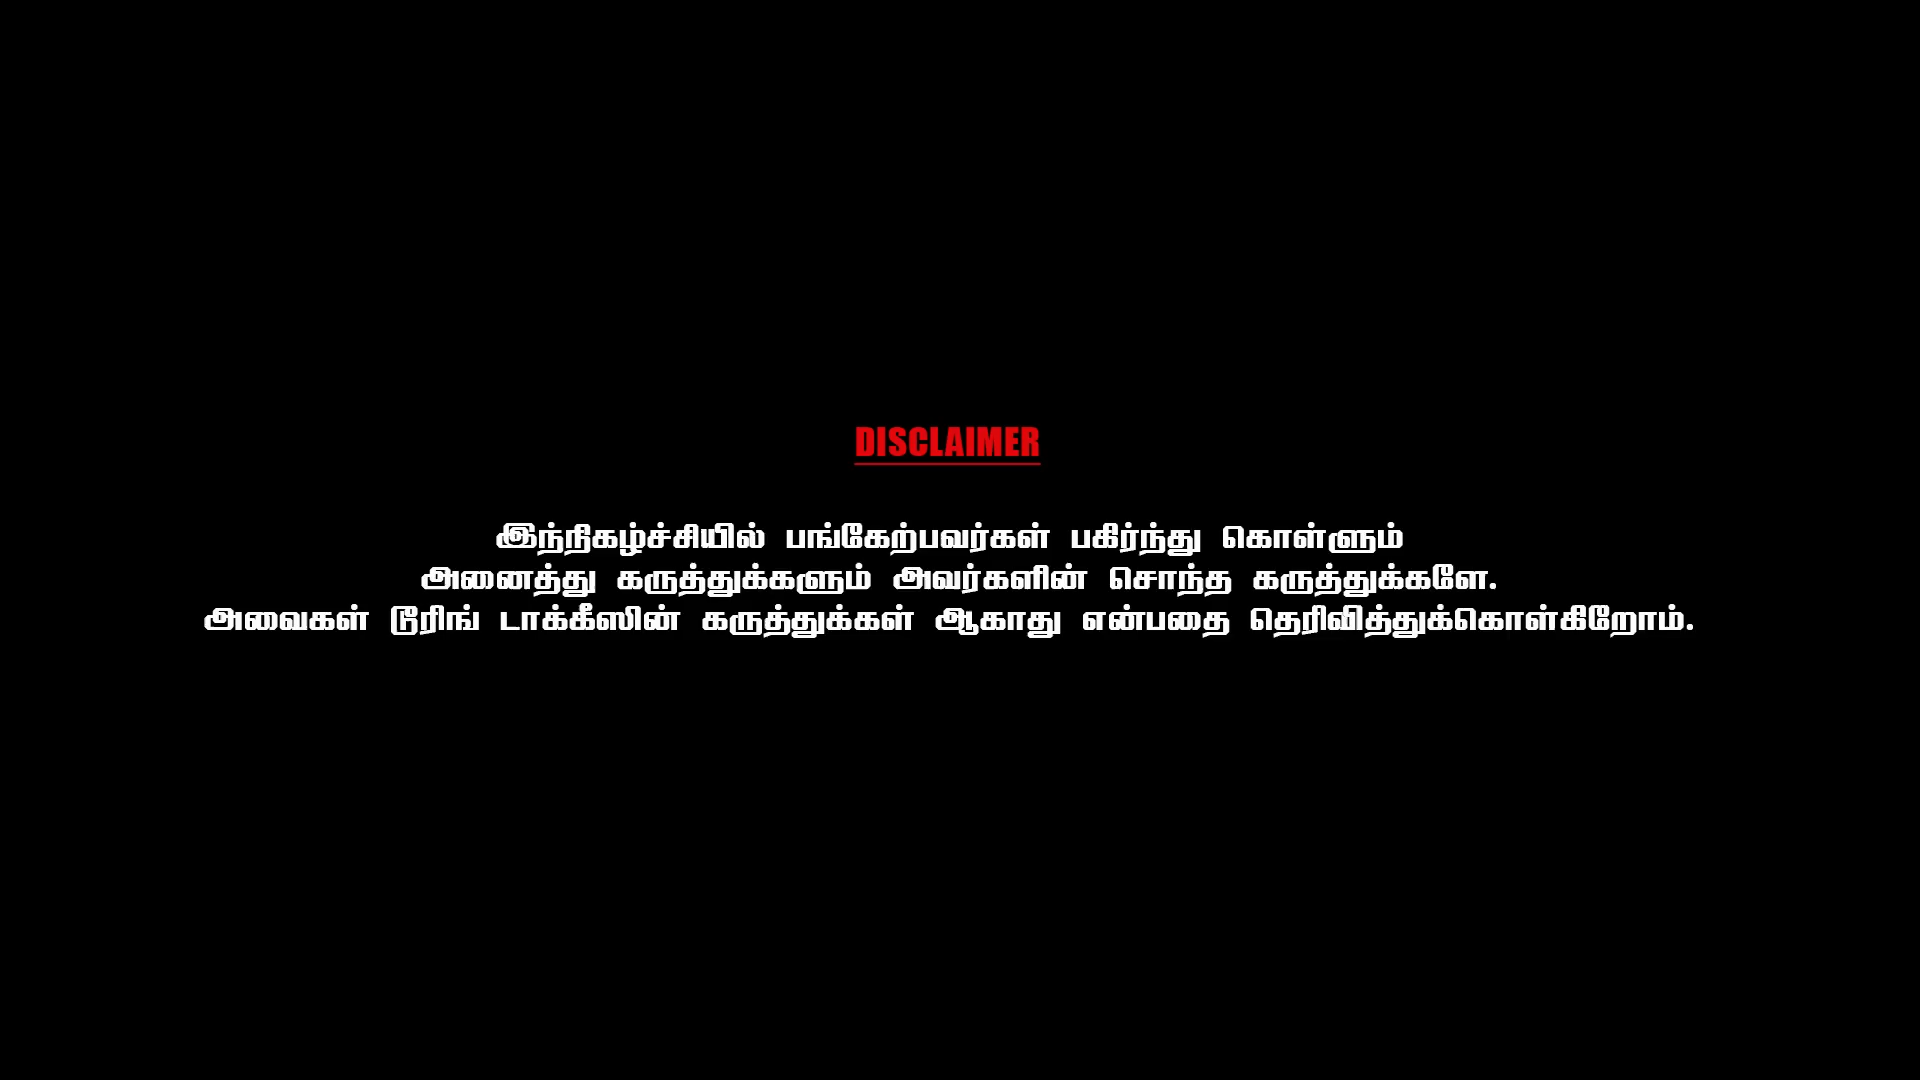 DISCLAIMER
இந்நிகழ்ச்சியில் பங்கேற்பவர்கள் பகிர்ந்து கொள்ளும்
அனைத்து கருத்துக்களும் அவர்களின் சொந்த கருத்துக்களே.
அவைகள் டூரிங் டாக்கீஸின் கருத்துக்கள் ஆகாது என்பதை தெரிவித்துக்கொள்கிறோம்.